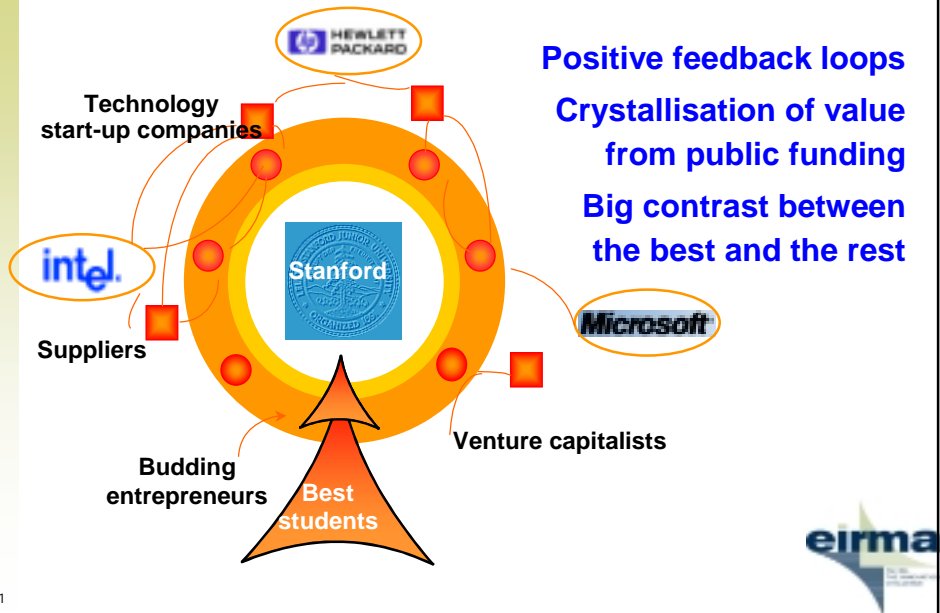 HEWLETT
PACKARD
Positive feedback loops
Crystallisation of value
from public funding
Big contrast between
the best and the rest
Technology
start-up companies
intel.
Stanford
Microsoft
Suppliers
Venture capitalists
Budding
entrepreneurs
Best
students
eirma
1